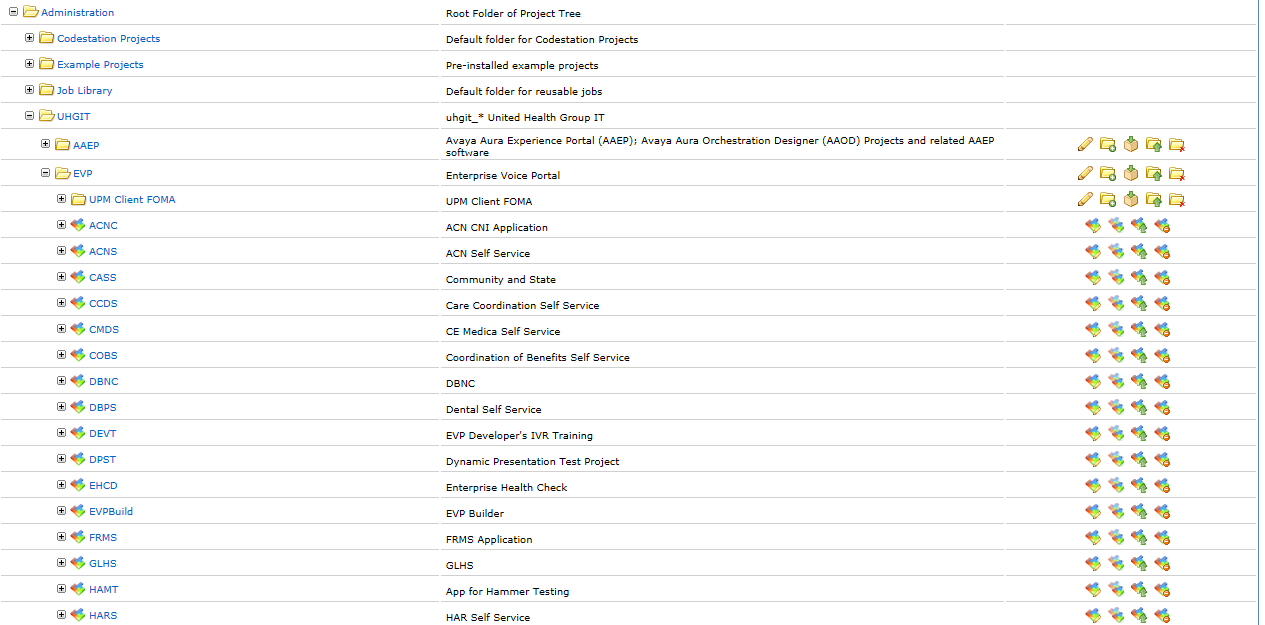 Administration Root Folder of Project Tree
Codestation Projects Default folder for Codestation Projects
Example Projects Pre-installed example projects
Job Library Default folder for reusable jobs
UHGIT uhgit_* United Health Group IT
AAEP Avaya Aura Experience Portal (AAEP); Avaya Aura Orchestration Designer (AAOD) Projects and related AAEP
software
EVP Enterprise Voice Portal
UPM Client FOMA UPM Client FOMA
ACNC ACN CNI Application
ACNS ACN Self Service
CASS Community and State
CCDS Care Coordination Self Service
CMDS CE Medica Self Service
COBS Coordination of Benefits Self Service
DBNC DBNC
DBPS Dental Self Service
DEVT EVP Developer's IVR Training
DPST Dynamic Presentation Test Project
EHCD Enterprise Health Check
EVPBuild EVP Builder
FRMS FRMS Application
GLHS GLHS
HAMT App for Hammer Testing
HARS HAR Self Service